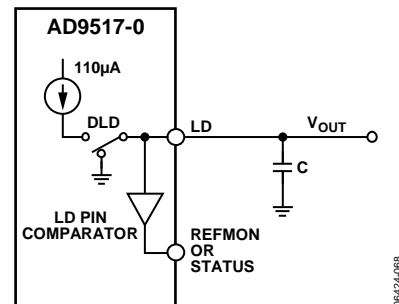 AD9517-0
110µA
DLD
LD
VOUT
C
LD PIN
COMPARATOR
REFMON
OR
STATUS
06424-068